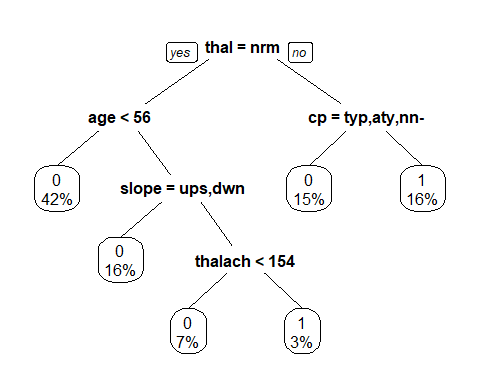 yes thal = nrm no
age < 56 cp = typ,aty,nn-
0 slope = ups,dwn 0 1
42% 15% 16%
0
16% thalach < 154
0 1
7% 3%